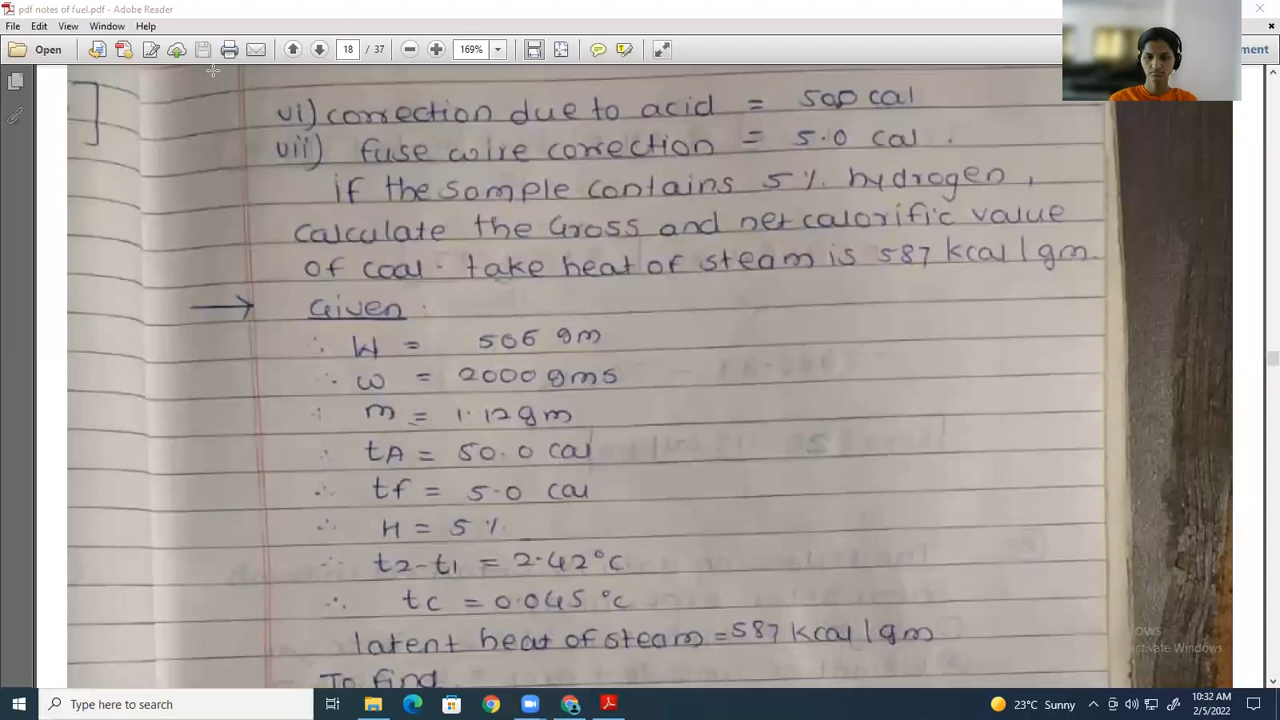 pdf notes of fuel.pdf - Adobe Reader
File Edit View Window Help
Open 18 / 37 169%
vi) correction due to acid = 500 cal
vii) fuse wire correction = 5.0 cal.
if the sample contains 5% hydrogen,
calculate the Gross and net calorific value
of coal. take heat of steam is 587 kcal/gm
→ Given.
∴ W = 506 gm
∴ w = 2000 gms
∴ m = 1.12 gm
∴ tA = 50.0 cal
∴ tf = 5.0 cal
∴ H = 5 %.
∴ t2-t1 = 2.42°C
∴ tc = 0.045 °C
latent heat of steam = 587 kcal/gm
To find
Type here to search
23°C Sunny
10:32 AM
2/5/2022